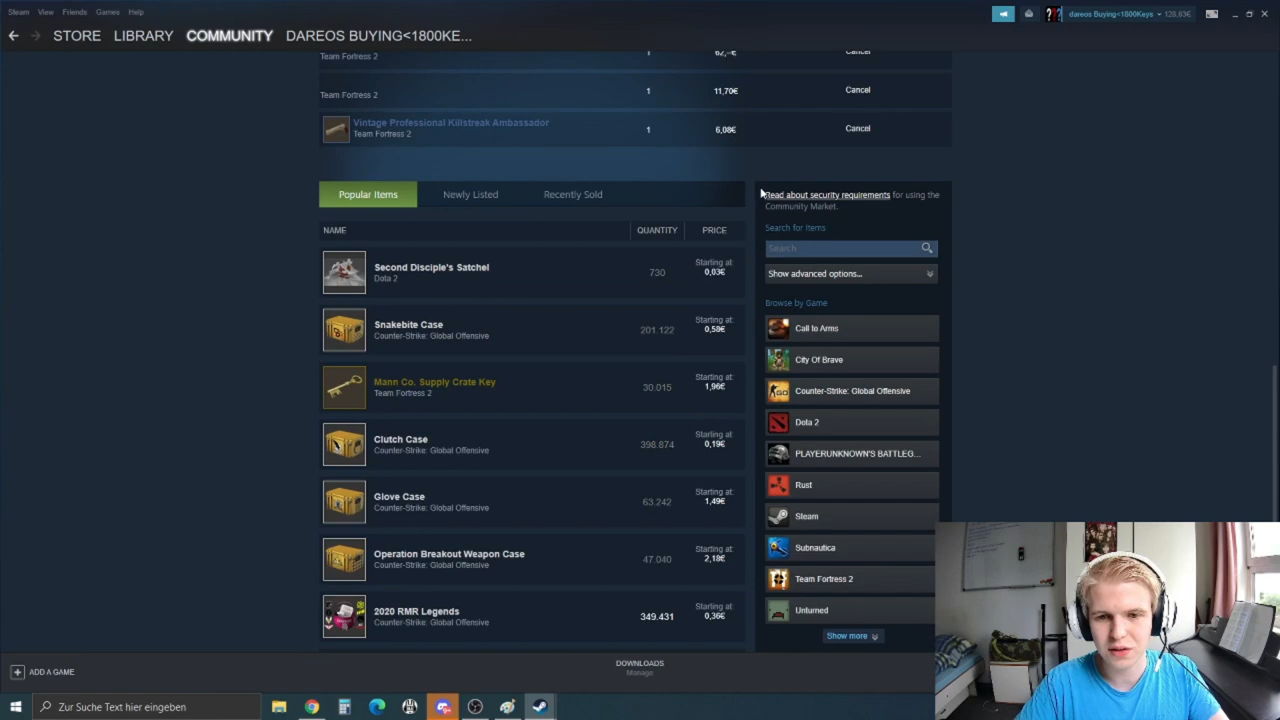 Steam View Friends Games Help
dareos Buying<1800Keys 128,63€
STORE LIBRARY COMMUNITY DAREOS BUYING<1800KE...
Team Fortress 2 1 62,--€ Cancel
Team Fortress 2 1 11,70€ Cancel
Vintage Professional Killstreak Ambassador
Team Fortress 2 1 6,08€ Cancel
Popular Items Newly Listed Recently Sold
NAME QUANTITY PRICE
Second Disciple's Satchel
Dota 2
730
Starting at:
0,03€
Snakebite Case
Counter-Strike: Global Offensive
201.122
Starting at:
0,58€
Mann Co. Supply Crate Key
Team Fortress 2
30.015
Starting at:
1,96€
Clutch Case
Counter-Strike: Global Offensive
398.874
Starting at:
0,19€
Glove Case
Counter-Strike: Global Offensive
63.242
Starting at:
1,49€
Operation Breakout Weapon Case
Counter-Strike: Global Offensive
47.040
Starting at:
2,18€
2020 RMR Legends
Counter-Strike: Global Offensive
349.431
Starting at:
0,36€
Read about security requirements for using the
Community Market.
Search for Items
Search
Show advanced options...
Browse by Game
Call to Arms
City Of Brave
Counter-Strike: Global Offensive
Dota 2
PLAYERUNKNOWN'S BATTLEG...
Rust
Steam
Subnautica
Team Fortress 2
Unturned
Show more
ADD A GAME
DOWNLOADS
Manage
Zur Suche Text hier eingeben